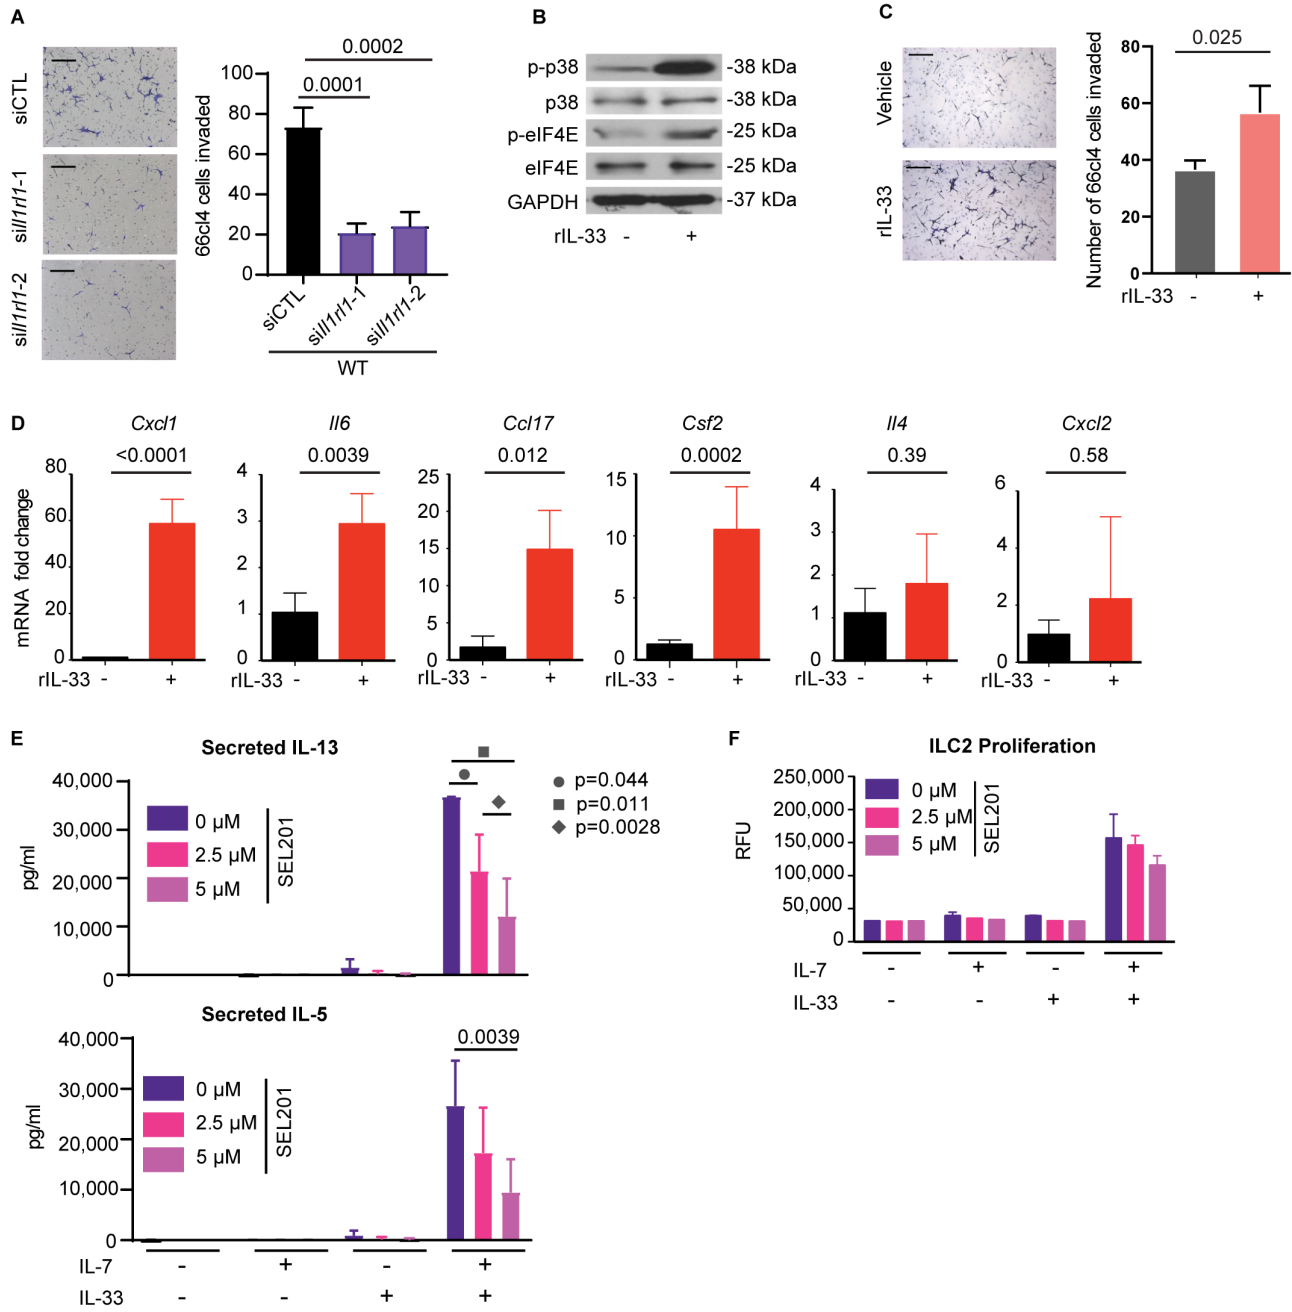 A
siCTL
siIl1rl1-1
siIl1rl1-2
66cl4 cells invaded
100
80
60
40
20
0
0.0002
0.0001
siCTL
siIl1rl1-1
siIl1rl1-2
WT
B
p-p38 -38 kDa
p38 -38 kDa
p-eIF4E -25 kDa
eIF4E -25 kDa
GAPDH -37 kDa
rIL-33 - +
C
Vehicle
rIL-33
Number of 66cl4 cells invaded
80
60
40
20
0
0.025
rIL-33 - +
D
mRNA fold change
Cxcl1
<0.0001
80
60
40
20
0
rIL-33 - +
Il6
0.0039
4
3
2
1
0
rIL-33 - +
Ccl17
0.012
25
20
15
10
5
0
rIL-33 - +
Csf2
0.0002
15
10
5
0
rIL-33 - +
Il4
0.39
4
3
2
1
0
rIL-33 - +
Cxcl2
0.58
6
4
2
0
rIL-33 - +
E
Secreted IL-13
pg/ml
40,000
30,000
20,000
10,000
0
0 µM
2.5 µM
5 µM
SEL201
● p=0.044
■ p=0.011
◆ p=0.0028
Secreted IL-5
pg/ml
40,000
30,000
20,000
10,000
0
0 µM
2.5 µM
5 µM
SEL201
0.0039
IL-7 - + - +
IL-33 - - + +
F
ILC2 Proliferation
RFU
250,000
200,000
150,000
100,000
50,000
0
0 µM
2.5 µM
5 µM
SEL201
IL-7 - + - +
IL-33 - - + +